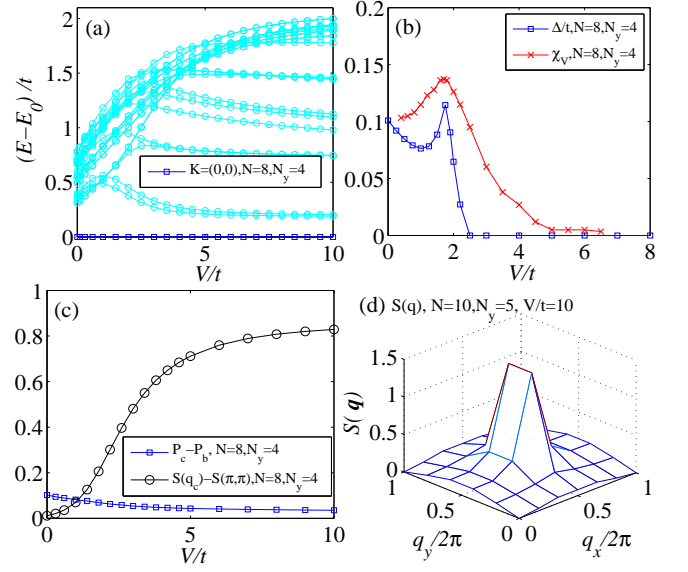 (a)
(E−E0)/t
2
1.5
1
0.5
0
K=(0,0),N=8,Ny=4
0
5
10
V/t
(b)
0.2
0.15
0.1
0.05
0
Δ/t,N=8,Ny=4
χV,N=8,Ny=4
0
2
4
6
8
V/t
(c)
1
0.8
0.6
0.4
0.2
0
Pc−Pb, N=8,Ny=4
S(qc)−S(π,π),N=8,Ny=4
0
5
10
V/t
(d) S(q), N=10,Ny=5, V/t=10
S(q)
1.5
1
0.5
0
1
0.5
0
qy/2π
0
0.5
1
qx/2π